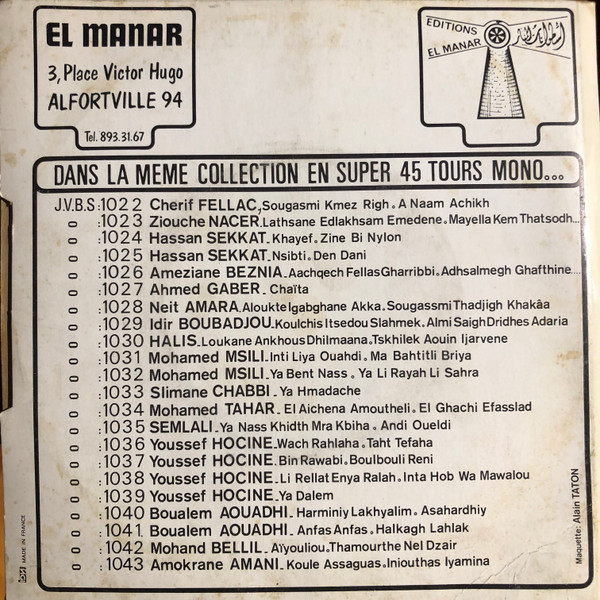 EL MANAR
3, Place Victor Hugo
ALFORTVILLE 94
Tel. 893.31.67
EDITIONS
EL MANAR
DANS LA MEME COLLECTION EN SUPER 45 TOURS MONO...
J.V.B.S :1022 Cherif FELLAC, Sougasmi Kmez Righ. A Naam Achikh
:1023 Ziouche NACER. Lathsane Edlakhsam Emedene. Mayella Kem Thatsodh...
:1024 Hassan SEKKAT. Khayef. Zine Bi Nylon
:1025 Hassan SEKKAT. Nsibti. Den Dani
:1026 Ameziane BEZNIA. Aachqech Fellas Gharribbi. Adhsalmegh Ghafthine....
:1027 Ahmed GABER. Chaïta
:1028 Neit AMARA. Aloukte Igabghane Akka. Sougassmi Thadjigh Khakâa
:1029 Idir BOUBADJOU. Koulchis Itsedou Slahmek. Almi Saigh Dridhes Adaria
:1030 HALIS. Loukane Ankhous Dhilmaana. Tskhilek Aouin Ijarvene
:1031 Mohamed MSILI. Inti Liya Ouahdi. Ma Bahtitli Briya
:1032 Mohamed MSILI. Ya Bent Nass. Ya Li Rayah Li Sahra
:1033 Slimane CHABBI. Ya Hmadache
:1034 Mohamed TAHAR. El Aichena Amoutheli. El Ghachi Efasslad
:1035 SEMLALI. Ya Nass Khidth Mra Kbiha. Andi Oueldi
:1036 Youssef HOCINE. Wach Rahlaha. Taht Tefaha
:1037 Youssef HOCINE. Bin Rawabi. Boulbouli Reni
:1038 Youssef HOCINE. Li Rellat Enya Ralah. Inta Hob Wa Mawalou
:1039 Youssef HOCINE. Ya Dalem
:1040 Boualem AOUADHI. Harminiy Lakhyalim. Asahardhiy
:1041 Boualem AOUADHI. Anfas Anfas. Halkagh Lahlak
:1042 Mohand BELLIL. Aïyouliou. Thamourthe Nel Dzair
:1043 Amokrane AMANI. Koule Assaguas. Iniouthas Iyamina
Maquette: Alain TATON
MADE IN FRANCE